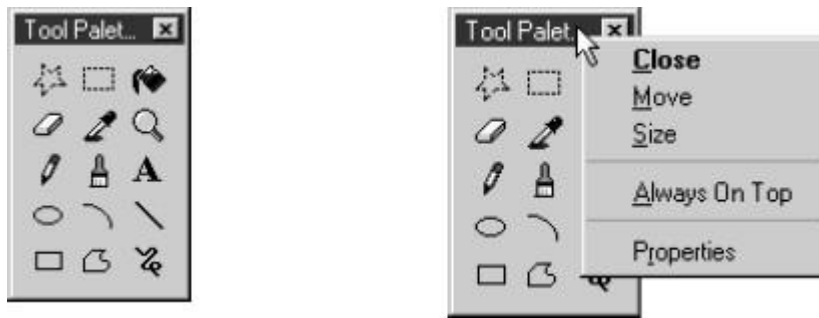 Tool Palet...
A
Tool Palet.
Close
Move
Size
Always On Top
Properties